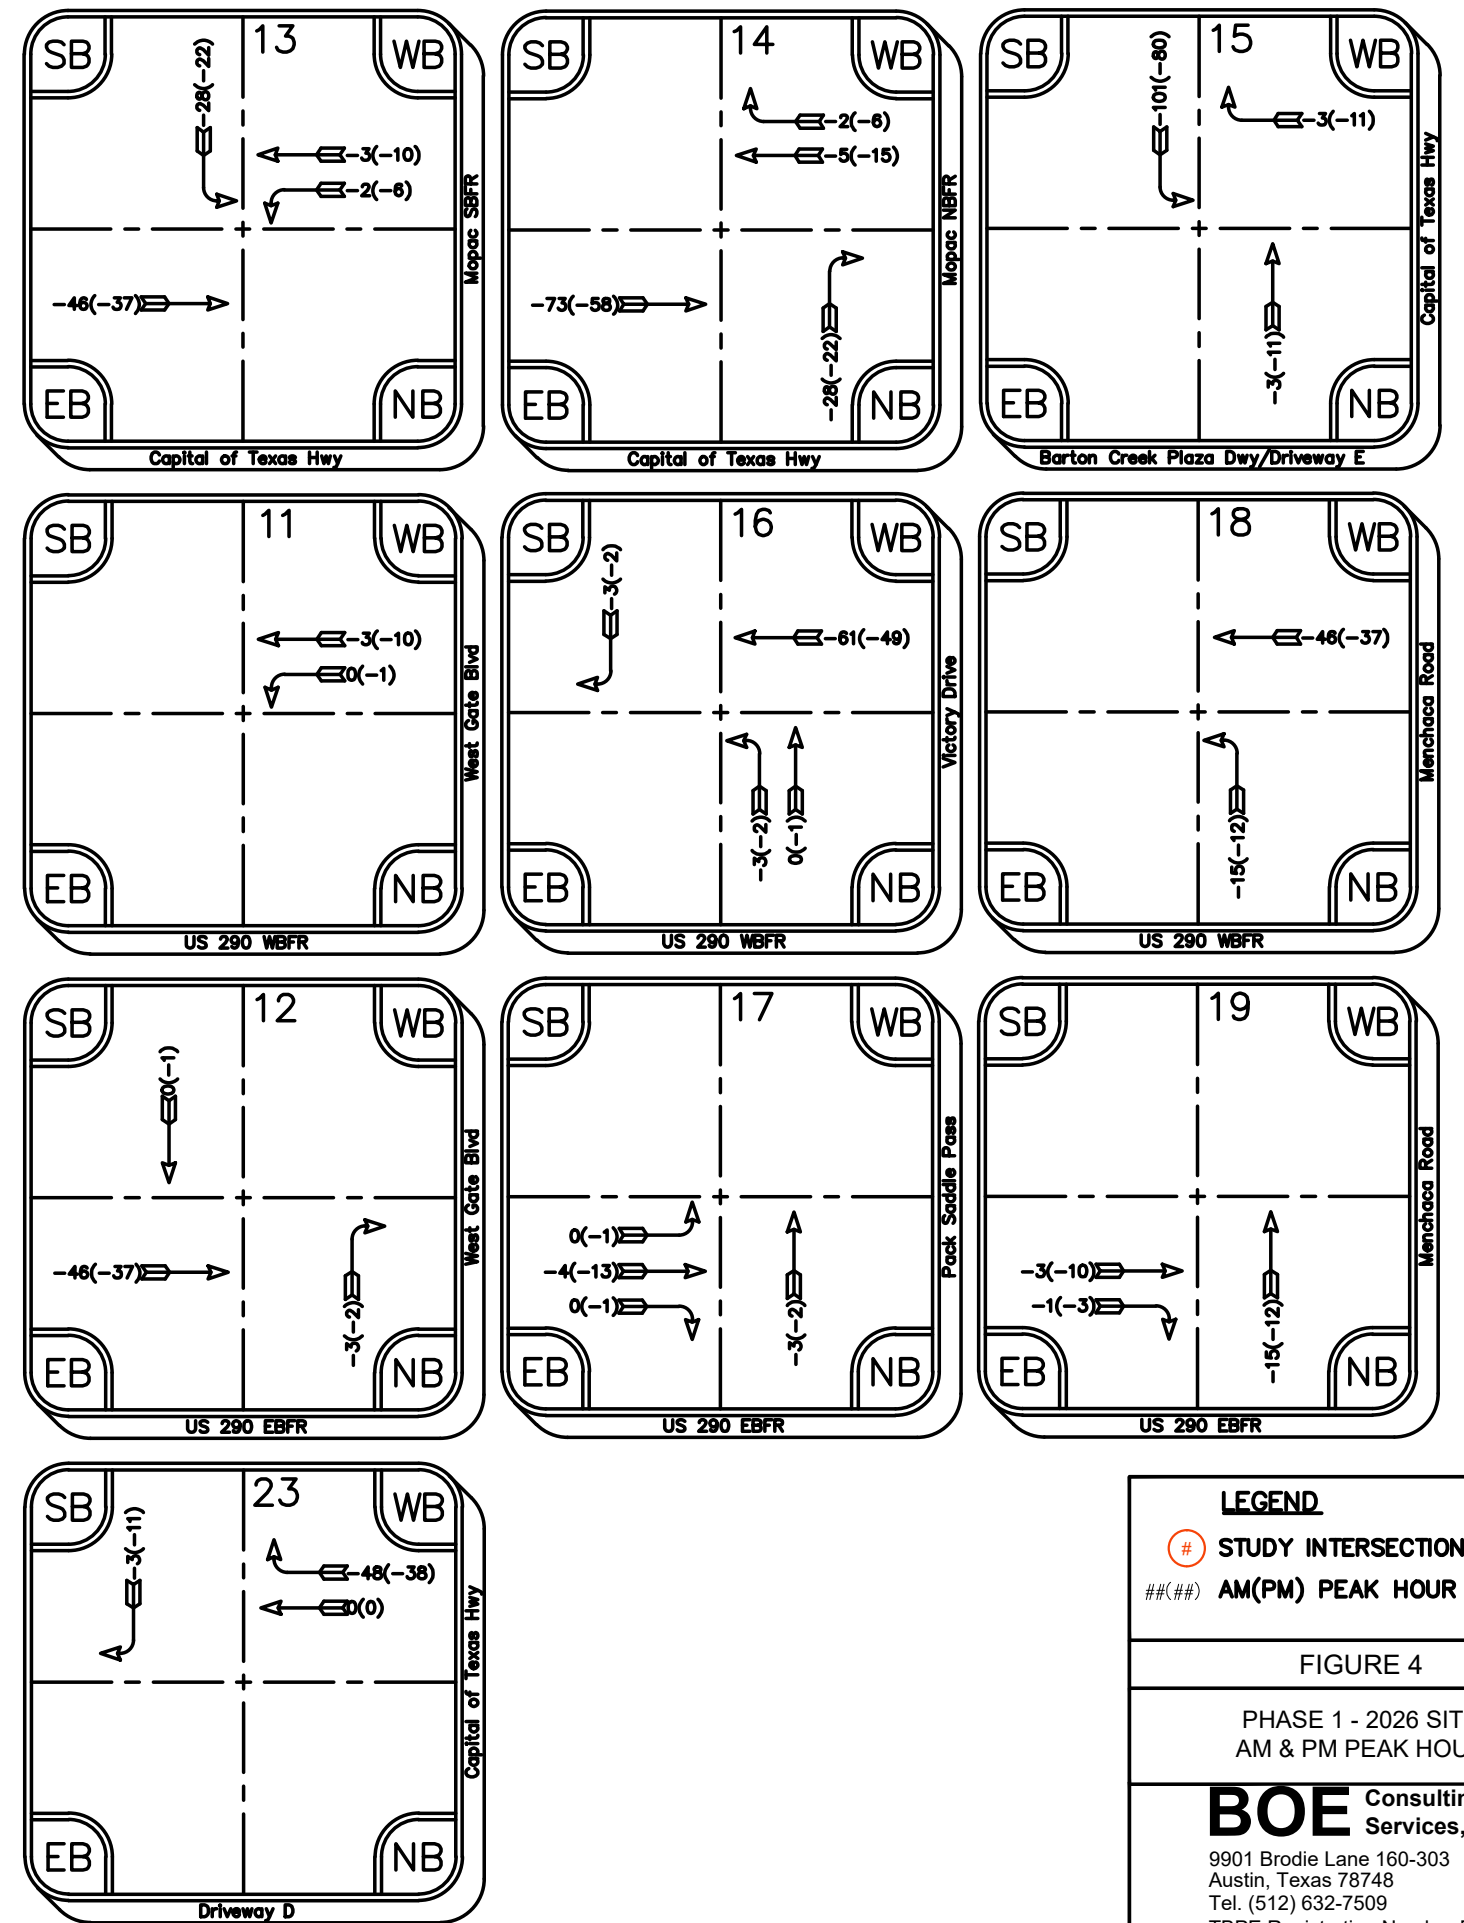 13
SB
WB
-28(-22)
-3(-10)
-2(-6)
-46(-37)
EB
NB
Mopac SBFR
Capital of Texas Hwy
14
SB
WB
-2(-6)
-5(-15)
-73(-58)
-28(-22)
EB
NB
Mopac NBFR
Capital of Texas Hwy
15
SB
WB
-101(-80)
-3(-11)
-3(-11)
EB
NB
Capital of Texas Hwy
Barton Creek Plaza Dwy/Driveway E
11
SB
WB
-3(-10)
0(-1)
EB
NB
West Gate Blvd
US 290 WBFR
16
SB
WB
-3(-2)
-61(-49)
-3(-2)
0(-1)
EB
NB
Victory Drive
US 290 WBFR
18
SB
WB
-46(-37)
-15(-12)
EB
NB
Menchaca Road
US 290 WBFR
12
SB
WB
0(-1)
-46(-37)
-3(-2)
EB
NB
West Gate Blvd
US 290 EBFR
17
SB
WB
0(-1)
-4(-13)
0(-1)
-3(-2)
EB
NB
Pack Saddle Pass
US 290 EBFR
19
SB
WB
-3(-10)
-1(-3)
-15(-12)
EB
NB
Menchaca Road
US 290 EBFR
23
SB
WB
-3(-11)
-48(-38)
0(0)
EB
NB
Capital of Texas Hwy
Driveway D
LEGEND
# STUDY INTERSECTION
##(##) AM(PM) PEAK HOUR
FIGURE 4
PHASE 1 - 2026 SIT
AM & PM PEAK HOU
BOE Consultin
Services,
9901 Brodie Lane 160-303
Austin, Texas 78748
Tel. (512) 632-7509